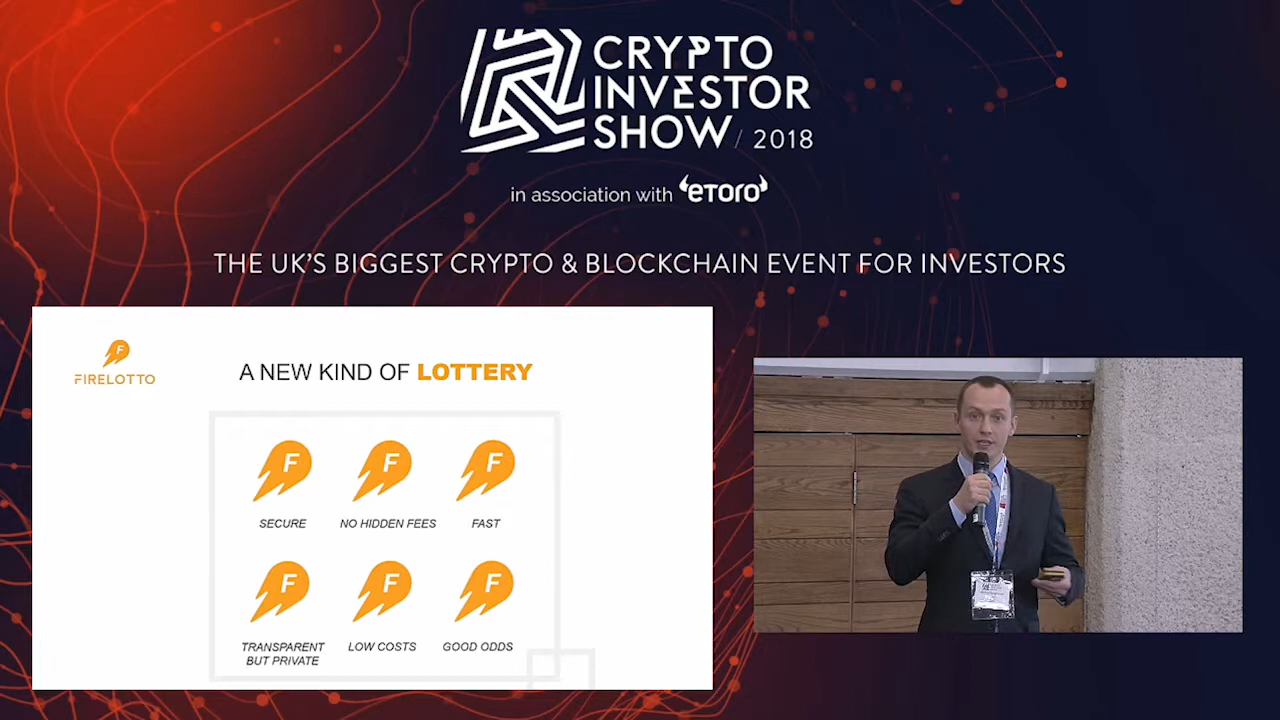 CRYPTO
INVESTOR
SHOW / 2018
in association with eTORO
THE UK'S BIGGEST CRYPTO & BLOCKCHAIN EVENT FOR INVESTORS
F
FIRELOTTO
A NEW KIND OF LOTTERY
F F F
SECURE NO HIDDEN FEES FAST
F F F
TRANSPARENT LOW COSTS GOOD ODDS
BUT PRIVATE